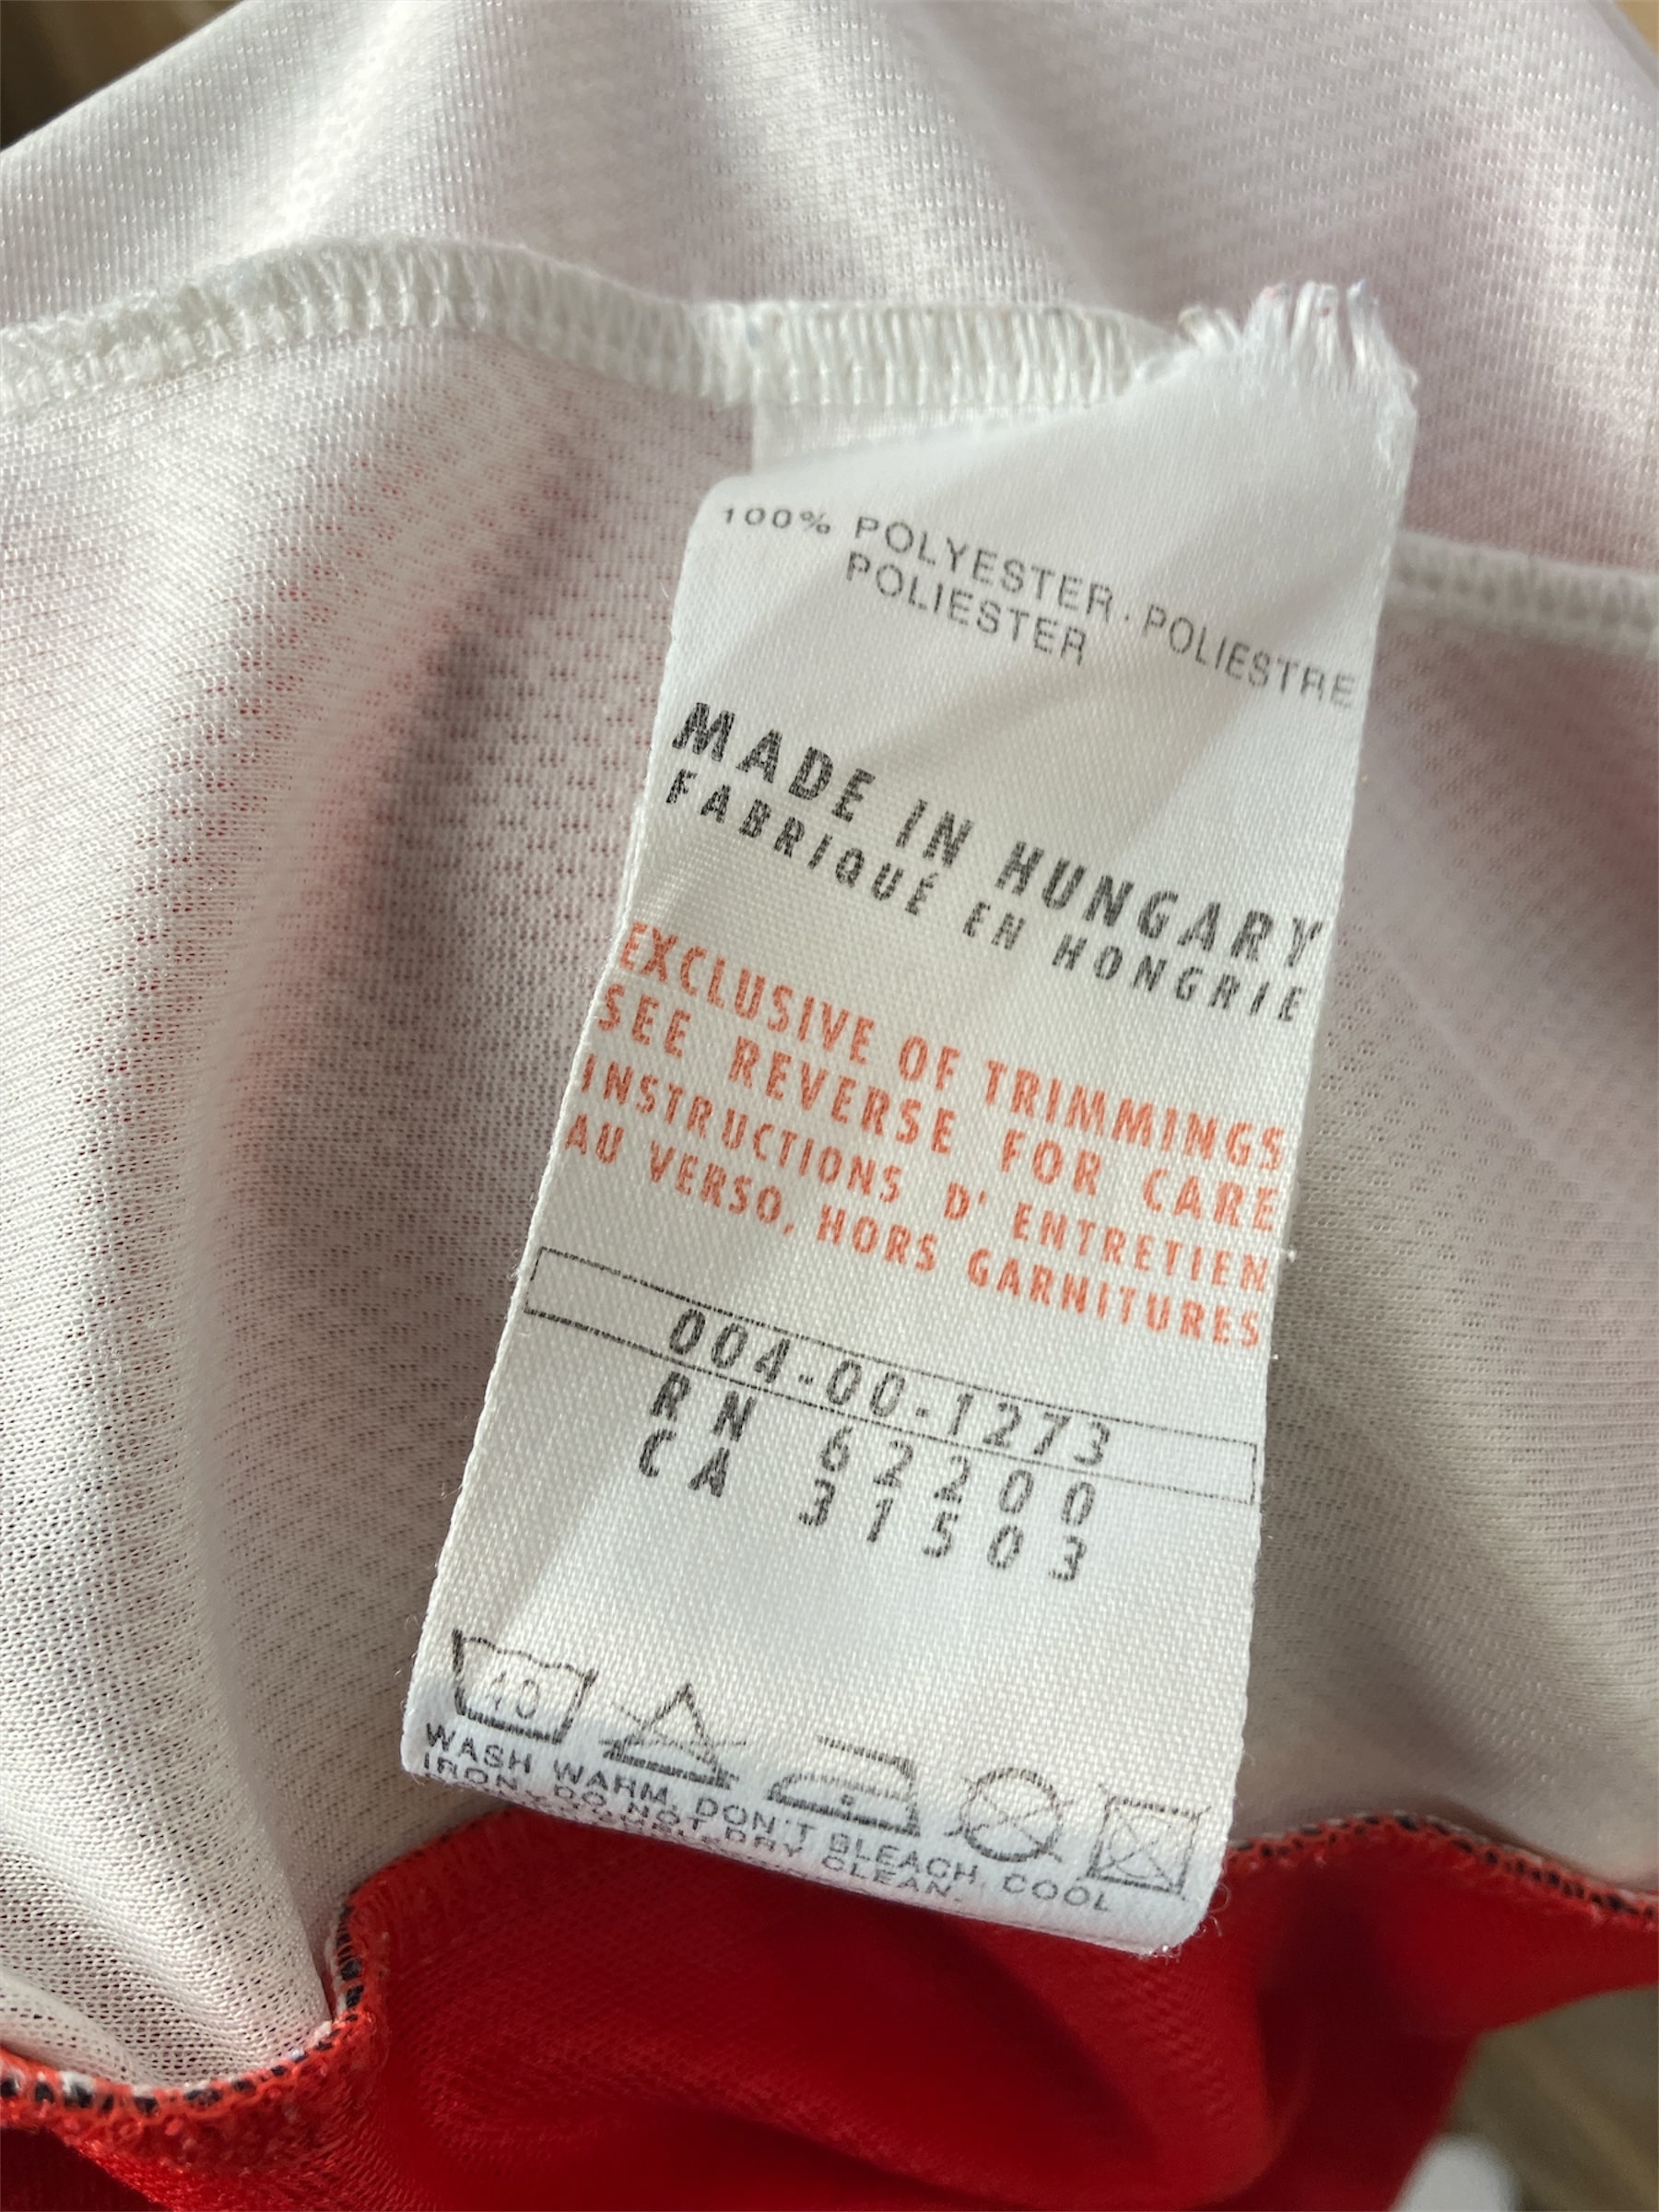 100% POLYESTER · POLIESTRE
POLIESTER
MADE IN HUNGARY
FABRIQUÉ EN HONGRIE
EXCLUSIVE OF TRIMMINGS
SEE REVERSE FOR CARE
INSTRUCTIONS D' ENTRETIEN
AU VERSO, HORS GARNITURES
004-00-1273
RN 62200
CA 31503
40
WASH WARM, DON'T BLEACH, COOL
IRON, DO NOT DRY CLEAN.